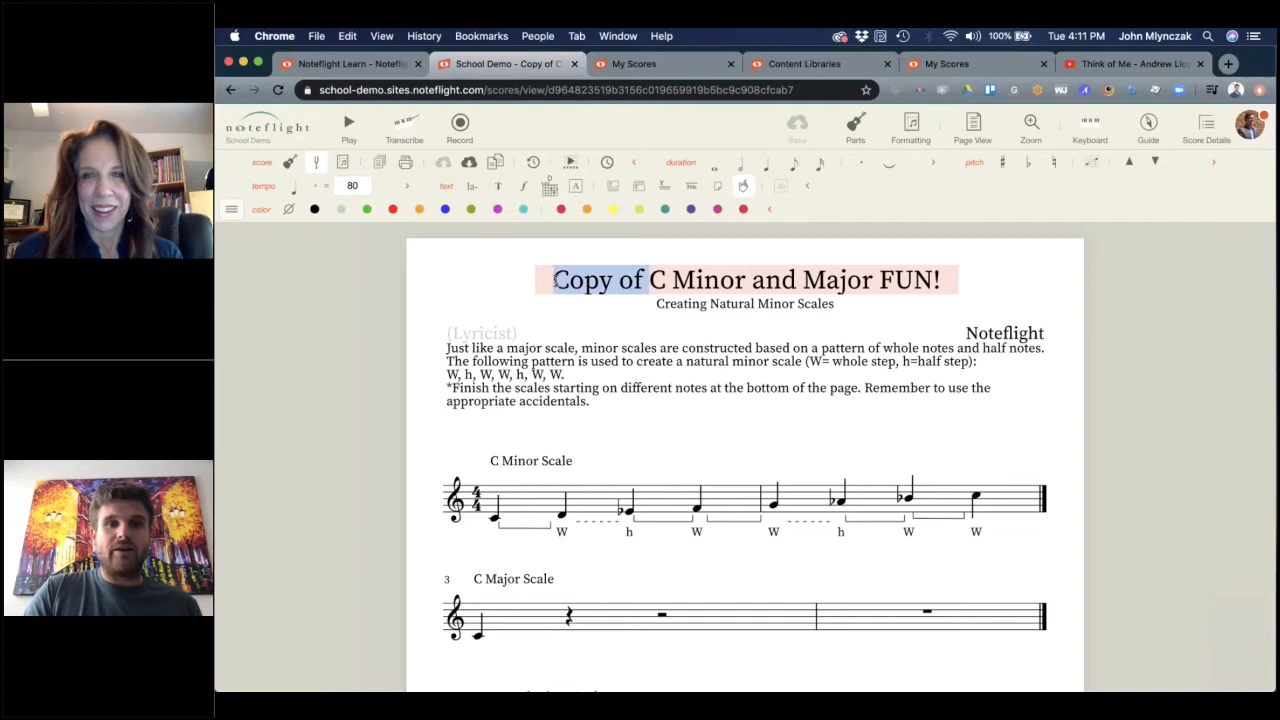 Chrome File Edit View History Bookmarks People Tab Window Help 100% Tue 4:11 PM John Mlynczak
Noteflight Learn - Noteflig School Demo - Copy of C My Scores Content Libraries My Scores Think of Me - Andrew Llo
school-demo.sites.noteflight.com/scores/view/d964823519b3156c019659919b5bc9c908cfcab7
noteflight
School Demo
Play Transcribe Record Save Parts Formatting Page View Zoom Keyboard Guide Score Details
score duration pitch
tempo = 80 text la- T f A
color
Copy of C Minor and Major FUN!
Creating Natural Minor Scales
(Lyricist) Noteflight
Just like a major scale, minor scales are constructed based on a pattern of whole notes and half notes.
The following pattern is used to create a natural minor scale (W= whole step, h=half step):
W, h, W, W, h, W, W.
*Finish the scales starting on different notes at the bottom of the page. Remember to use the
appropriate accidentals.
C Minor Scale
W h W W h W W
3 C Major Scale